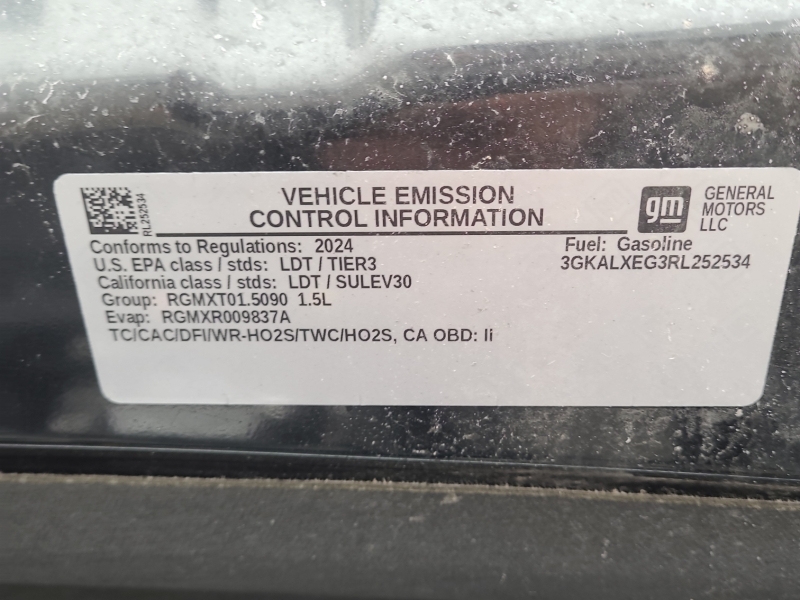 VEHICLE EMISSION
CONTROL INFORMATION
RL252534
gm
GENERAL
MOTORS
LLC
Conforms to Regulations: 2024
Fuel: Gasoline
U.S. EPA class / stds: LDT / TIER3
3GKALXEG3RL252534
California class / stds: LDT / SULEV30
Group: RGMXT01.5090 1.5L
Evap: RGMXR009837A
TC/CAC/DFI/WR-HO2S/TWC/HO2S, CA OBD: Ii